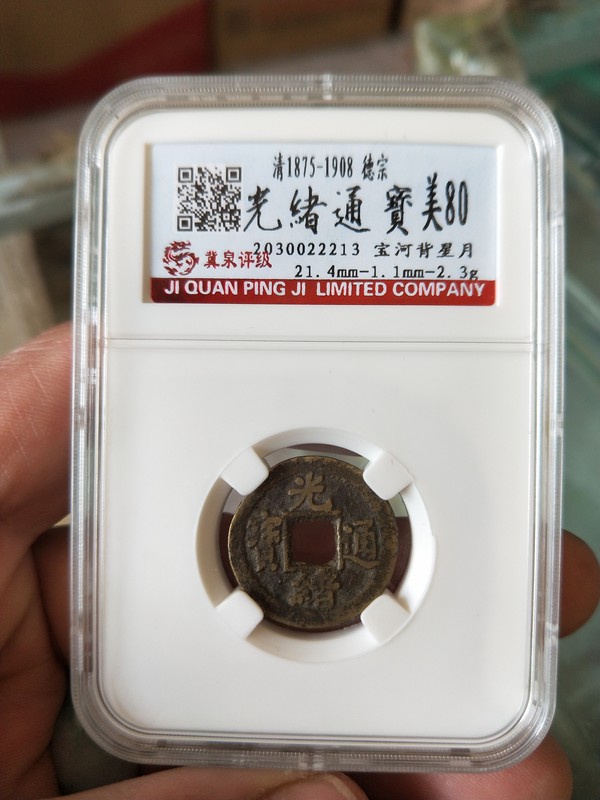 清1875-1908 德宗
光緒通寶 美80
2030022213 宝河背星月
冀泉评级
21.4mm-1.1mm-2.3g
JI QUAN PING JI LIMITED COMPANY
光
寶 通
緒